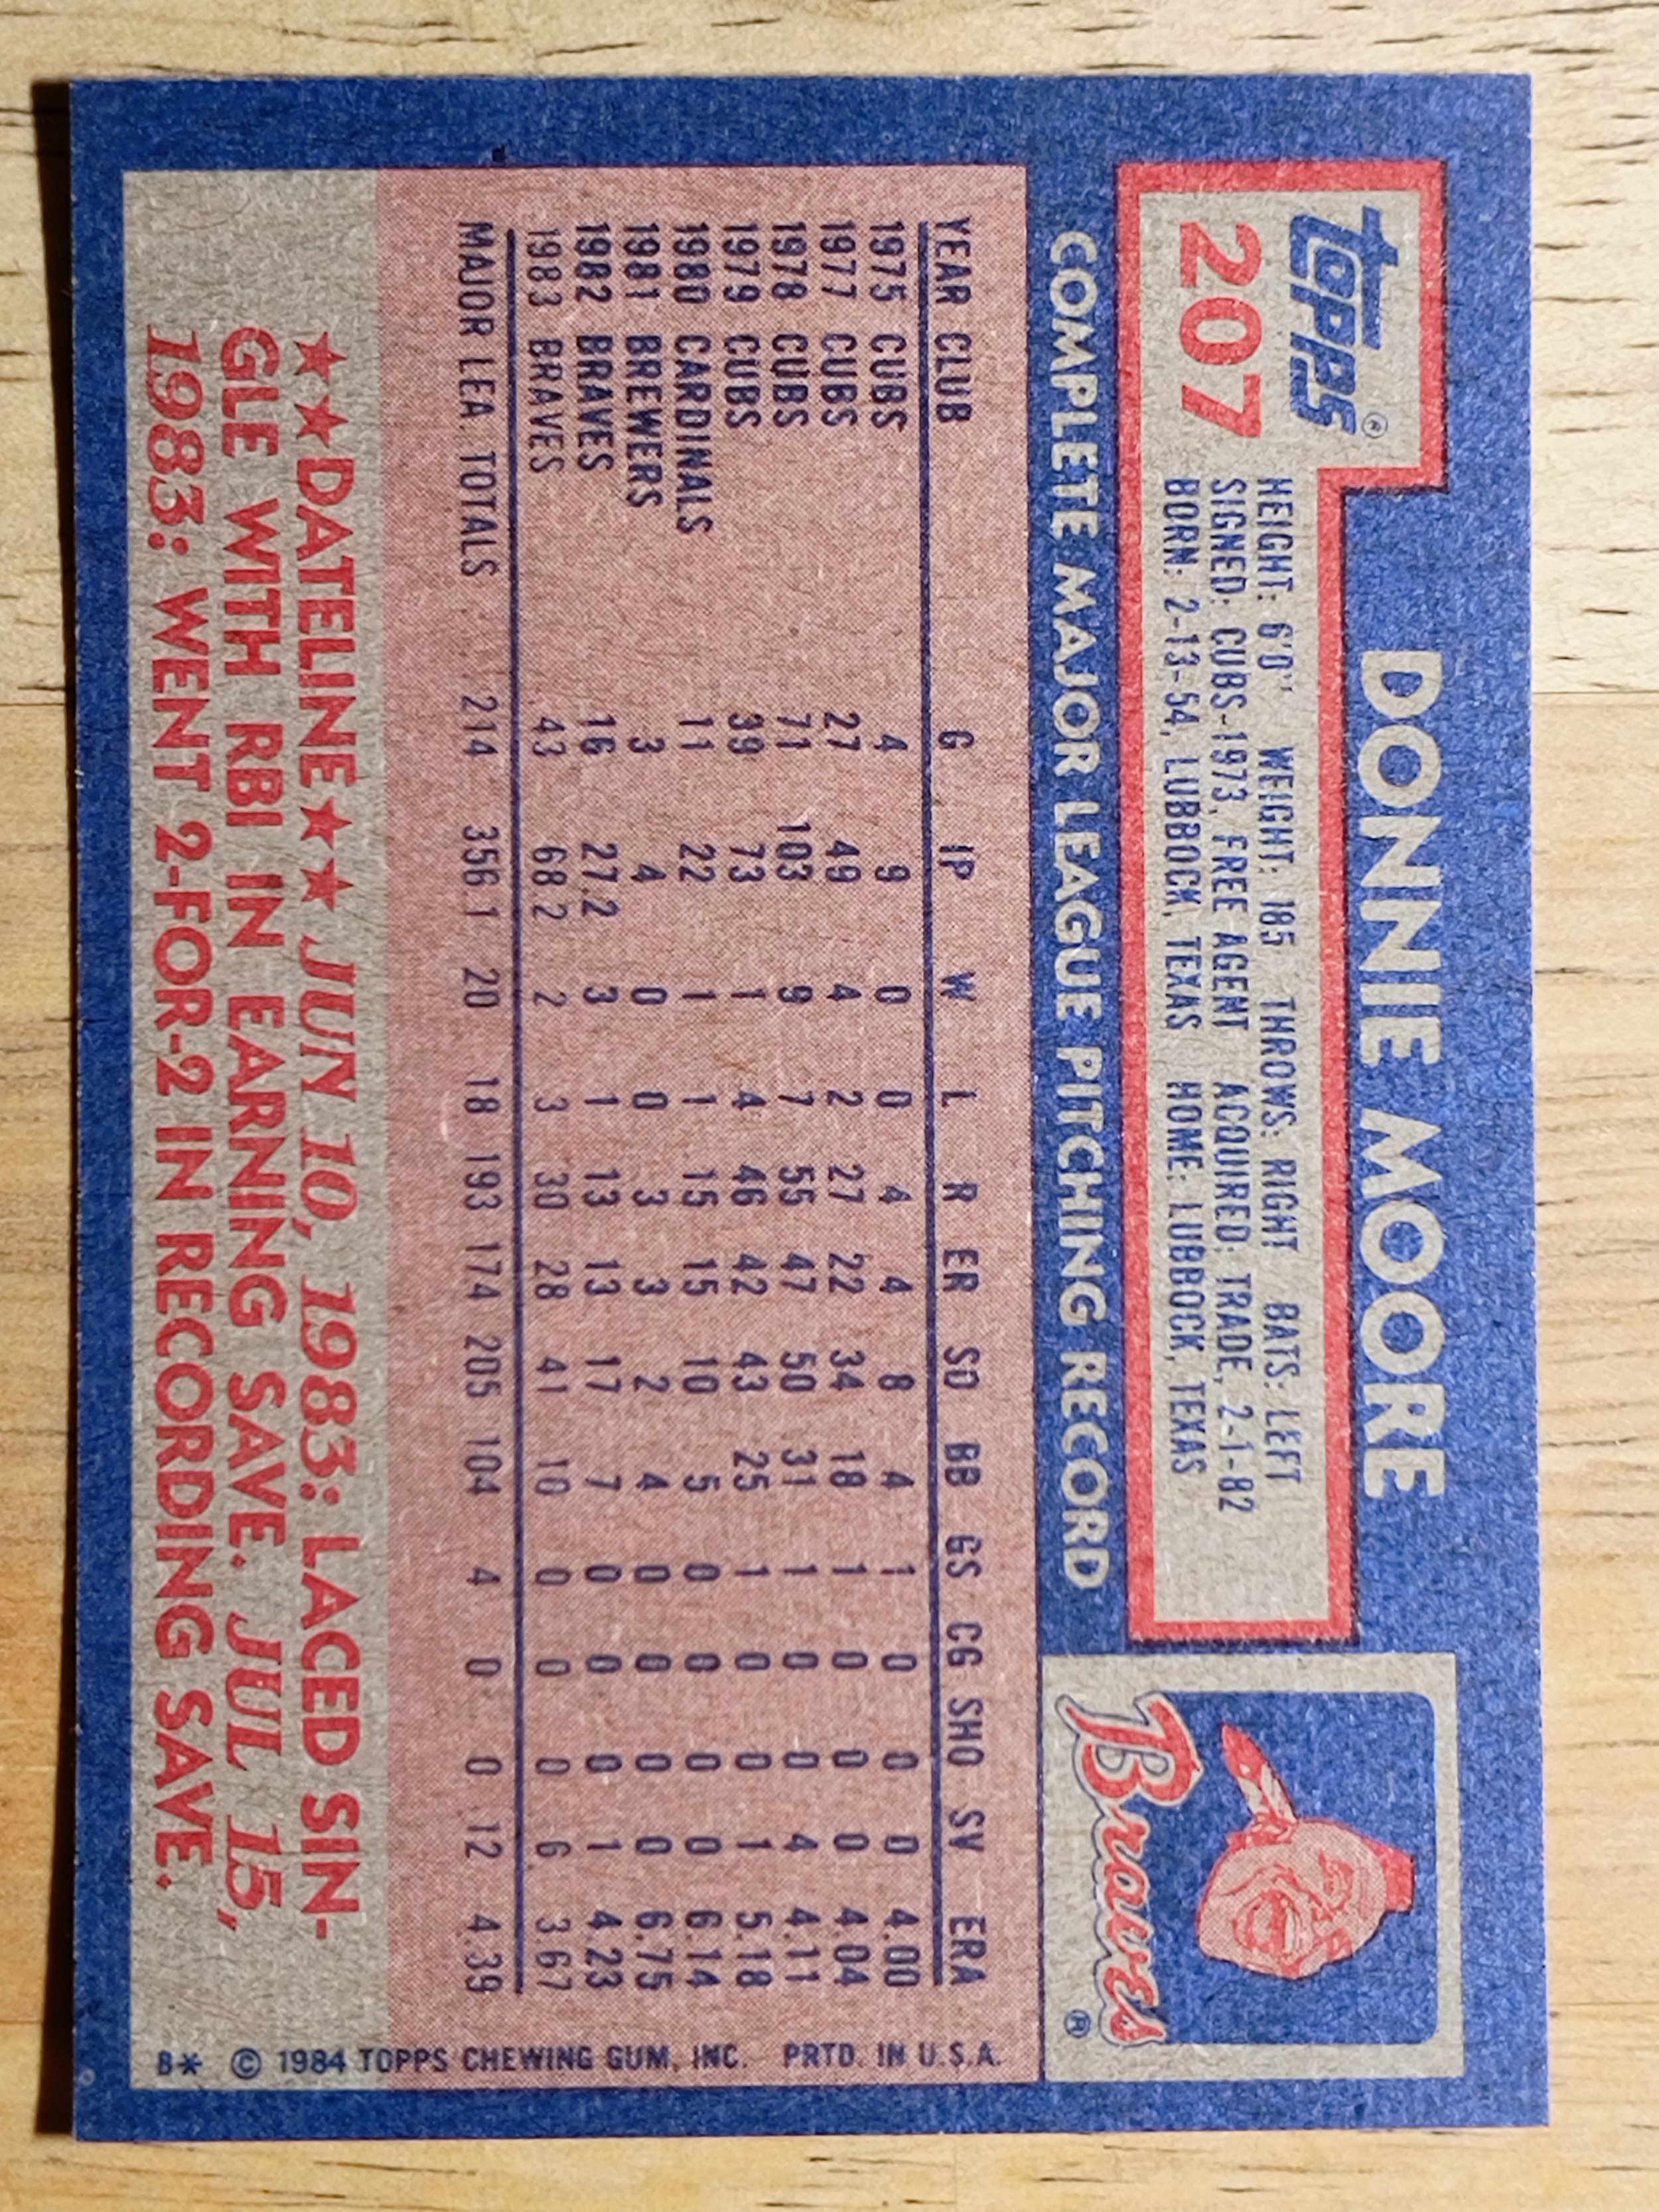 topps®
207
DONNIE MOORE
HEIGHT: 6'0" WEIGHT: 185 THROWS: RIGHT BATS: LEFT
SIGNED: CUBS-1973, FREE AGENT ACQUIRED: TRADE, 2-1-82
BORN: 2-13-54, LUBBOCK, TEXAS HOME: LUBBOCK, TEXAS
Braves®
COMPLETE MAJOR LEAGUE PITCHING RECORD
YEAR CLUB G IP W L R ER SO BB GS CG SHO SV ERA
1975 CUBS 4 9 0 0 4 4 8 4 1 0 0 0 4.00
1977 CUBS 27 49 4 2 27 22 34 18 1 0 0 0 4.04
1978 CUBS 71 103 9 7 55 47 50 31 1 0 0 4 4.11
1979 CUBS 39 73 1 4 46 42 43 25 1 0 0 1 5.18
1980 CARDINALS 11 22 1 1 15 15 10 5 0 0 0 0 6.14
1981 BREWERS 3 4 0 0 3 3 2 4 0 0 0 0 6.75
1982 BRAVES 16 27.2 3 1 13 13 17 7 0 0 0 1 4.23
1983 BRAVES 43 68.2 2 3 30 28 41 10 0 0 0 6 3.67
MAJOR LEA. TOTALS 214 356.1 20 18 193 174 205 104 4 0 0 12 4.39
★★DATELINE★★ JUN 10, 1983: LACED SIN-
GLE WITH RBI IN EARNING SAVE. JUL 15,
1983: WENT 2-FOR-2 IN RECORDING SAVE.
B* © 1984 TOPPS CHEWING GUM, INC. PRTD. IN U.S.A.